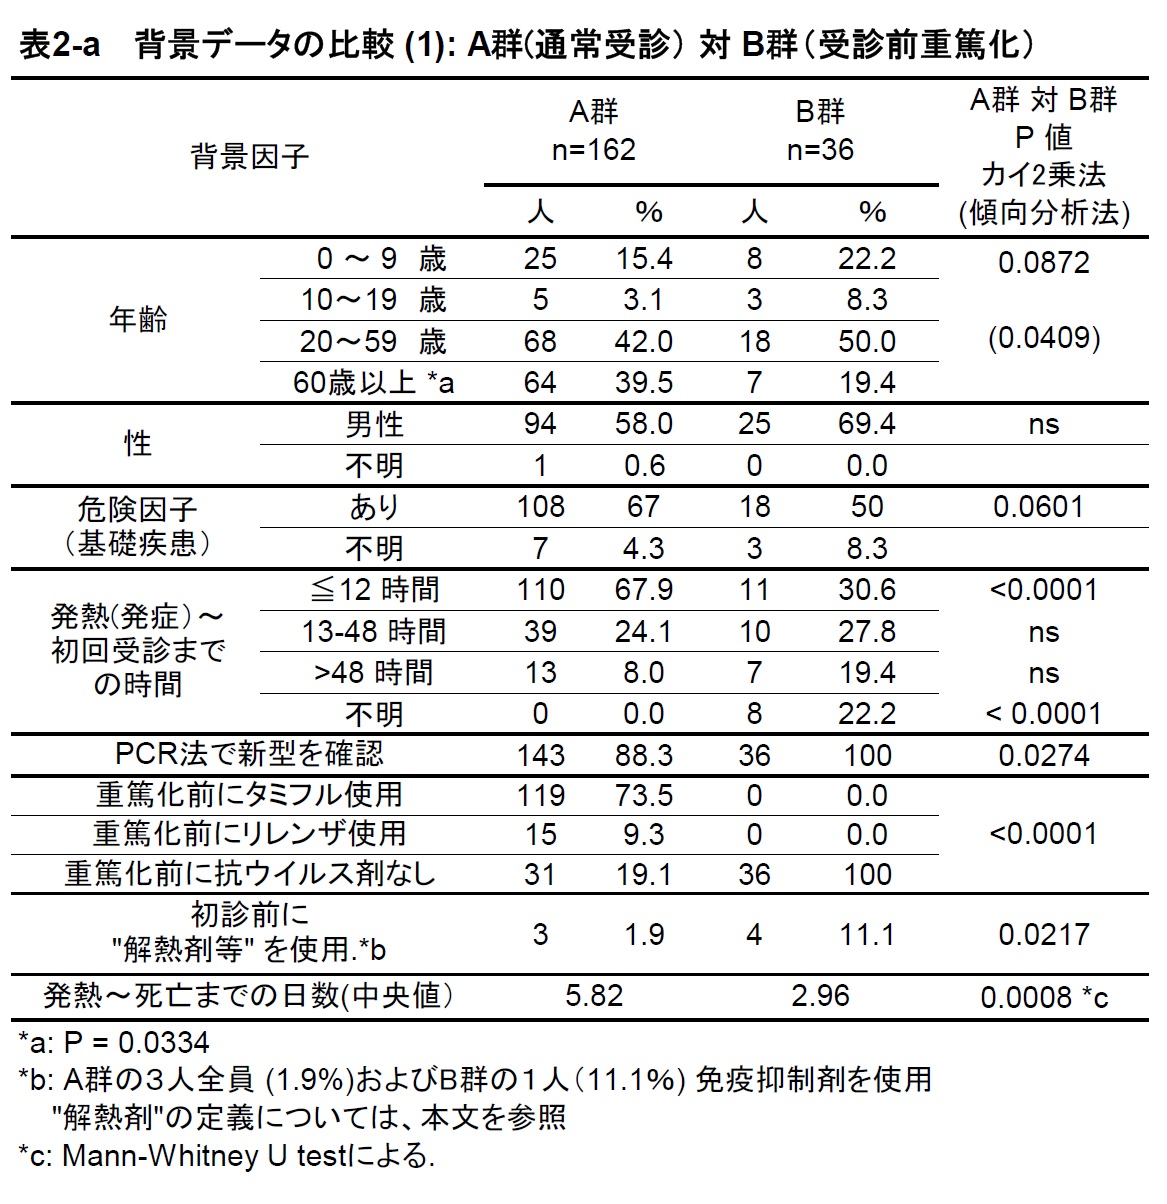 表2-a 背景データの比較 (1): A群(通常受診) 対 B群(受診前重篤化)
背景因子 A群 n=162 B群 n=36 A群 対 B群 P 値 カイ2乗法 (傾向分析法)
人 % 人 %
年齢
0 ～ 9 歳 25 15.4 8 22.2 0.0872
10～19 歳 5 3.1 3 8.3
20～59 歳 68 42.0 18 50.0 (0.0409)
60歳以上 *a 64 39.5 7 19.4
性
男性 94 58.0 25 69.4 ns
不明 1 0.6 0 0.0
危険因子
（基礎疾患）
あり 108 67 18 50 0.0601
不明 7 4.3 3 8.3
発熱(発症)～
初回受診まで
の時間
≦12 時間 110 67.9 11 30.6 <0.0001
13-48 時間 39 24.1 10 27.8 ns
>48 時間 13 8.0 7 19.4 ns
不明 0 0.0 8 22.2 < 0.0001
PCR法で新型を確認 143 88.3 36 100 0.0274
重篤化前にタミフル使用 119 73.5 0 0.0
重篤化前にリレンザ使用 15 9.3 0 0.0 <0.0001
重篤化前に抗ウイルス剤なし 31 19.1 36 100
初診前に
"解熱剤等" を使用.*b 3 1.9 4 11.1 0.0217
発熱～死亡までの日数(中央値) 5.82 2.96 0.0008 *c
*a: P = 0.0334
*b: A群の３人全員 (1.9%)およびB群の１人（11.1%) 免疫抑制剤を使用
"解熱剤"の定義については、本文を参照
*c: Mann-Whitney U testによる.